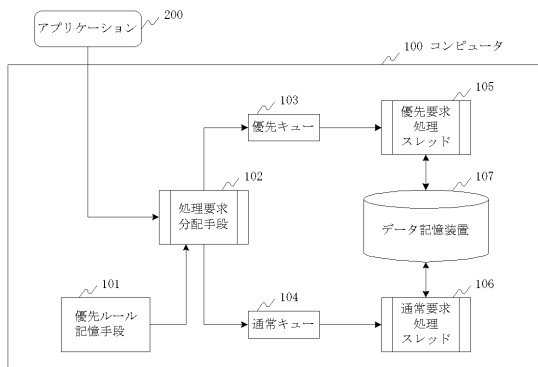 アプリケーション
200
100 コンピュータ
103
優先キュー
105
優先要求
処理
スレッド
102
処理要求
分配手段
107
データ記憶装置
101
優先ルール
記憶手段
104
通常キュー
106
通常要求
処理
スレッド